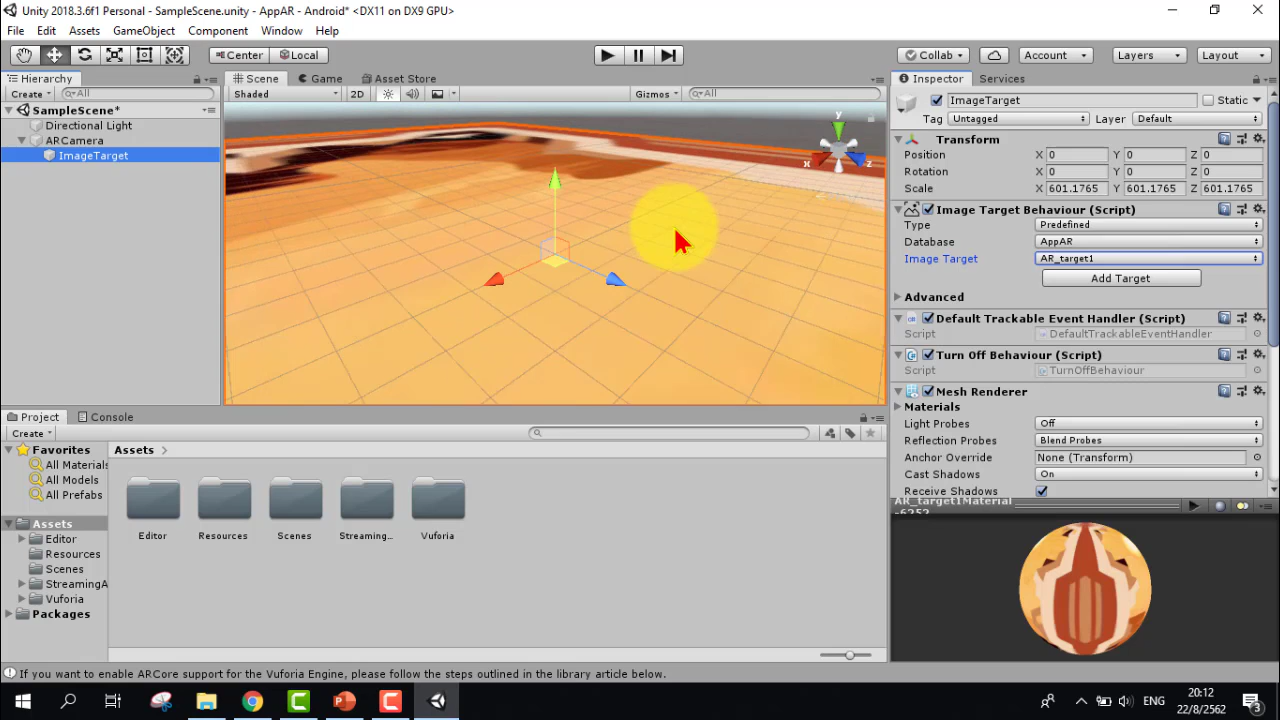 Unity 2018.3.6f1 Personal - SampleScene.unity - AppAR - Android* <DX11 on DX9 GPU>
File Edit Assets GameObject Component Window Help
Center Local Collab Account Layers Layout
Hierarchy
Create All
SampleScene*
Directional Light
ARCamera
ImageTarget
Scene Game Asset Store
Shaded 2D Gizmos All
y
x z
Inspector Services
ImageTarget Static
Tag Untagged Layer Default
Transform
Position X 0 Y 0 Z 0
Rotation X 0 Y 0 Z 0
Scale X 601.1765 Y 601.1765 Z 601.1765
Image Target Behaviour (Script)
Type Predefined
Database AppAR
Image Target AR_target1
Add Target
Advanced
Default Trackable Event Handler (Script)
Script DefaultTrackableEventHandler
Turn Off Behaviour (Script)
Script TurnOffBehaviour
Mesh Renderer
Materials
Light Probes Off
Reflection Probes Blend Probes
Anchor Override None (Transform)
Cast Shadows On
Receive Shadows
AR_target1Material
-6252
Project Console
Create
Favorites
All Materials
All Models
All Prefabs
Assets
Editor
Resources
Scenes
StreamingA
Vuforia
Packages
Assets
Editor Resources Scenes Streaming... Vuforia
If you want to enable ARCore support for the Vuforia Engine, please follow the steps outlined in the library article below.
ENG
20:12
22/8/2562
3